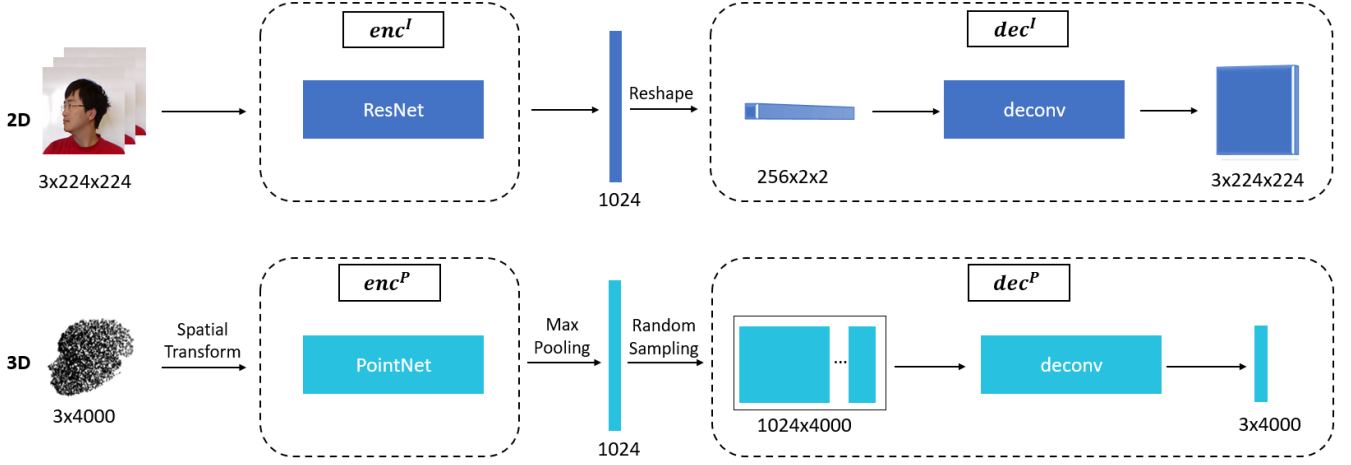 enc^I
dec^I
2D
ResNet
Reshape
deconv
3x224x224
1024
256x2x2
3x224x224
enc^P
dec^P
3D
Spatial
Transform
PointNet
Max
Pooling
Random
Sampling
...
deconv
3x4000
1024
1024x4000
3x4000